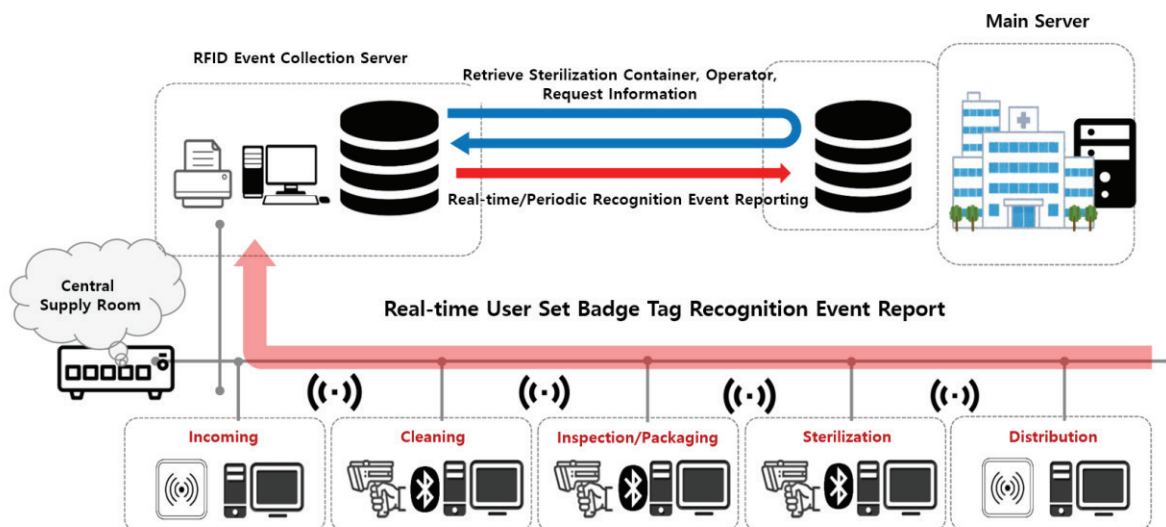 Main Server
RFID Event Collection Server
Retrieve Sterilization Container, Operator,
Request Information
Real-time/Periodic Recognition Event Reporting
Central
Supply Room
Real-time User Set Badge Tag Recognition Event Report
Incoming
Cleaning
Inspection/Packaging
Sterilization
Distribution